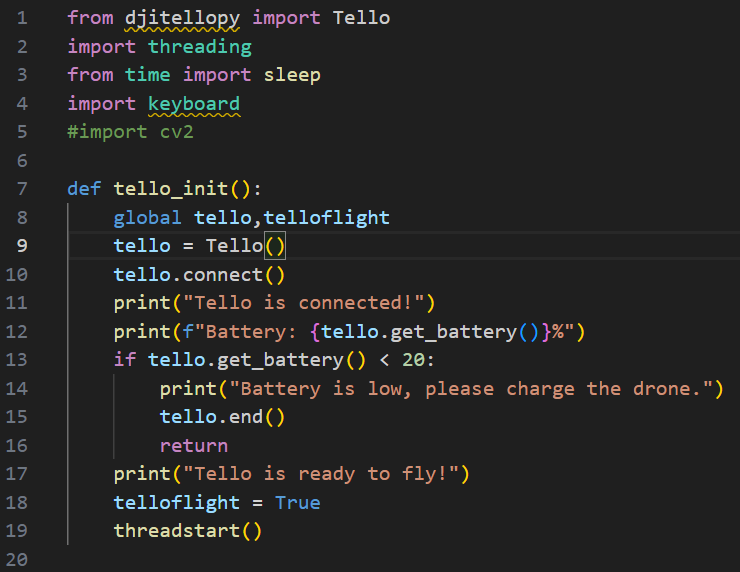 1 from djitellopy import Tello
2 import threading
3 from time import sleep
4 import keyboard
5 #import cv2
6
7 def tello_init():
8     global tello,telloflight
9     tello = Tello()
10     tello.connect()
11     print("Tello is connected!")
12     print(f"Battery: {tello.get_battery()}%")
13     if tello.get_battery() < 20:
14         print("Battery is low, please charge the drone.")
15         tello.end()
16         return
17     print("Tello is ready to fly!")
18     telloflight = True
19     threadstart()
20